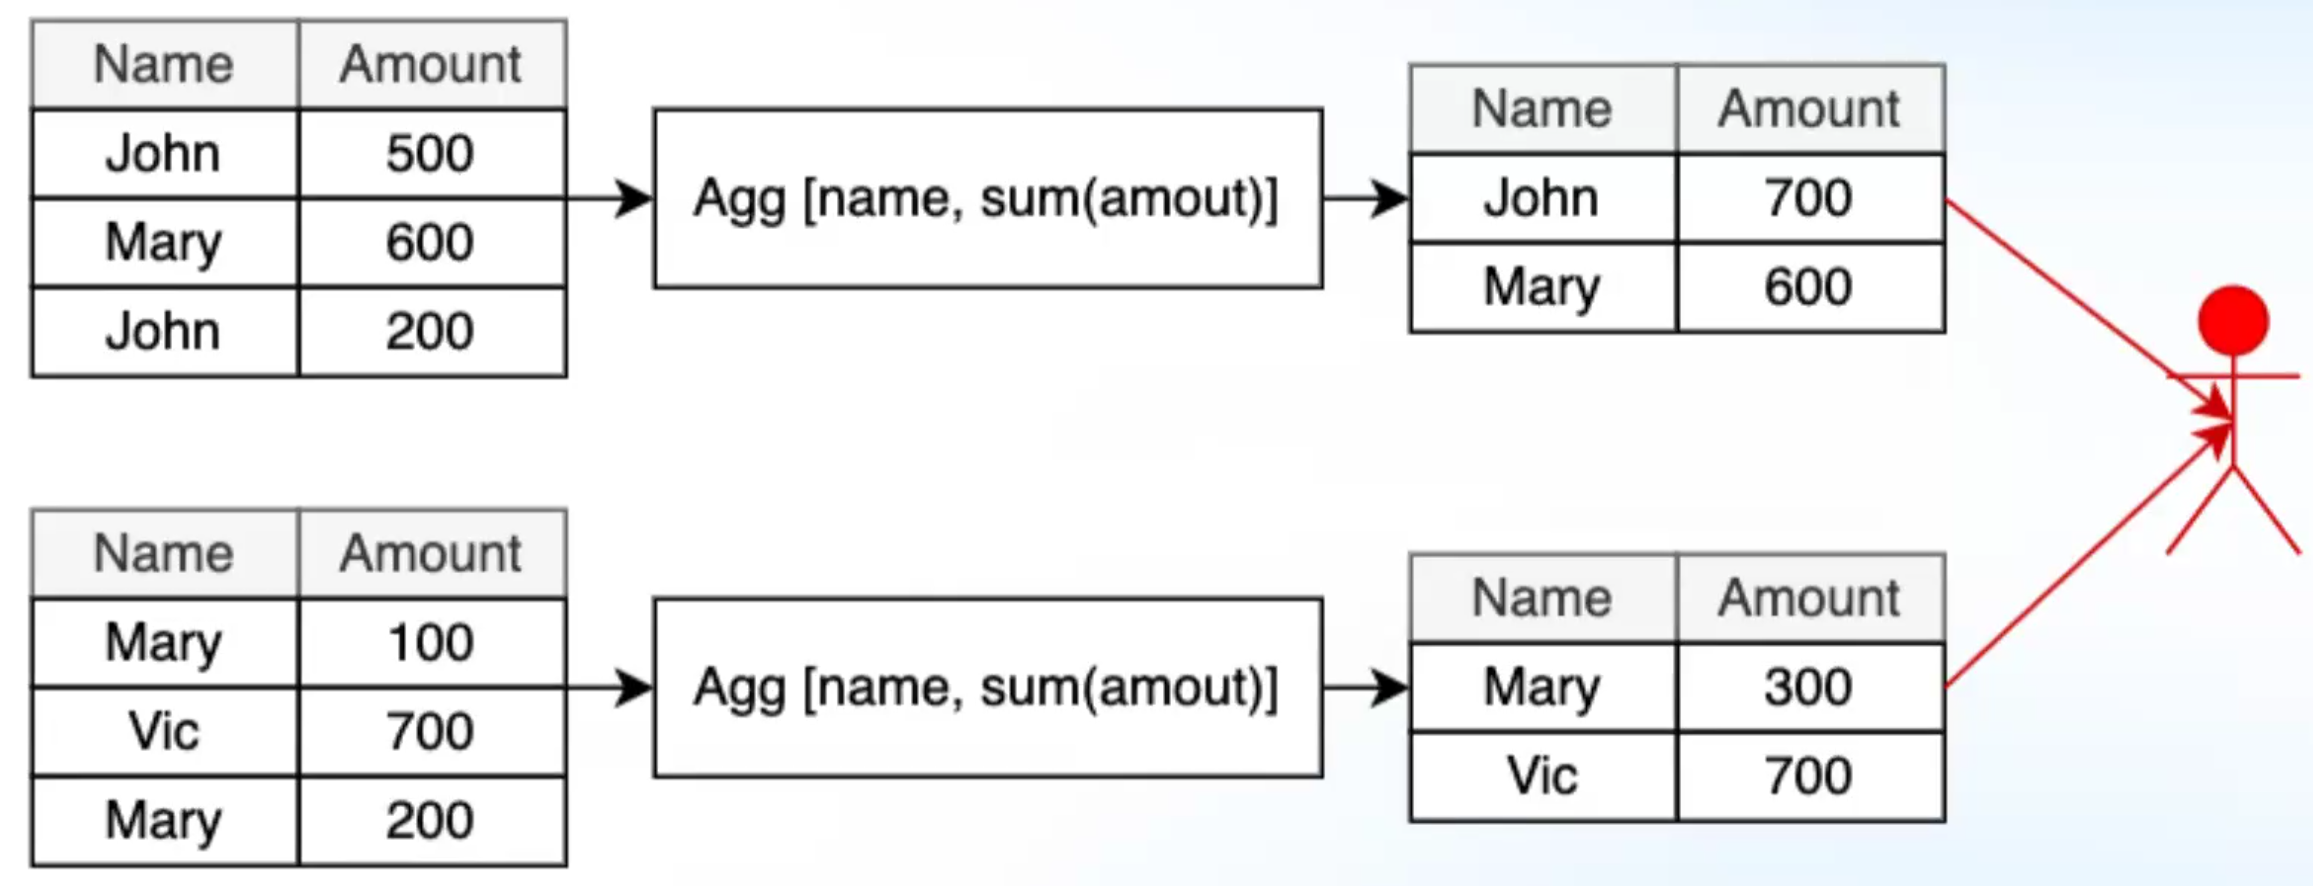 Name Amount
John 500
Mary 600
John 200
Agg [name, sum(amout)]
Name Amount
John 700
Mary 600
Name Amount
Mary 100
Vic 700
Mary 200
Agg [name, sum(amout)]
Name Amount
Mary 300
Vic 700